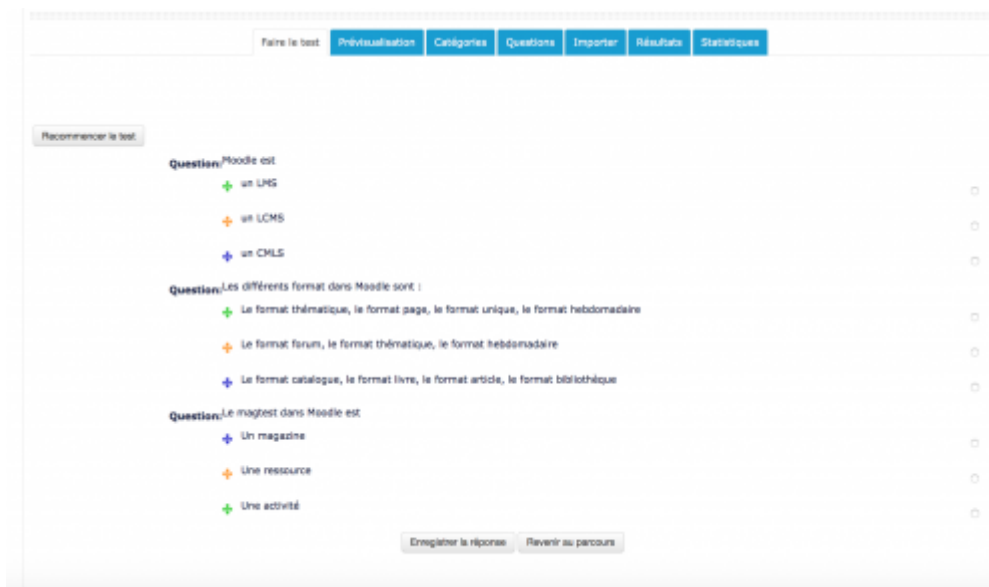 Faire le test Prévisualisation Catégories Questions Importer Résultats Statistiques
Recommencer le test
Question: Moodle est
un LMS
un LCMS
un CMLS
Question: Les différents format dans Moodle sont :
Le format thématique, le format page, le format unique, le format hebdomadaire
Le format forum, le format thématique, le format hebdomadaire
Le format catalogue, le format livre, le format article, le format bibliothèque
Question: Le magtest dans Moodle est
Un magazine
Une ressource
Une activité
Enregistrer la réponse Revenir au parcours